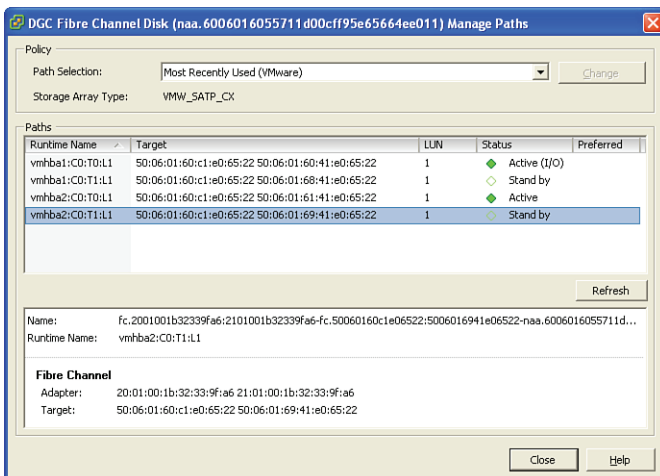 DGC Fibre Channel Disk (naa.6006016055711d00cff95e65664ee011) Manage Paths
Policy
Path Selection: Most Recently Used (VMware) Change
Storage Array Type: VMW_SATP_CX
Paths
Runtime Name Target LUN Status Preferred
vmhba1:C0:T0:L1 50:06:01:60:c1:e0:65:22 50:06:01:60:41:e0:65:22 1 Active (I/O)
vmhba1:C0:T1:L1 50:06:01:60:c1:e0:65:22 50:06:01:68:41:e0:65:22 1 Stand by
vmhba2:C0:T0:L1 50:06:01:60:c1:e0:65:22 50:06:01:61:41:e0:65:22 1 Active
vmhba2:C0:T1:L1 50:06:01:60:c1:e0:65:22 50:06:01:69:41:e0:65:22 1 Stand by
Refresh
Name: fc.2001001b32339fa6:2101001b32339fa6-fc.50060160c1e06522:5006016941e06522-naa.6006016055711d...
Runtime Name: vmhba2:C0:T1:L1
Fibre Channel
Adapter: 20:01:00:1b:32:33:9f:a6 21:01:00:1b:32:33:9f:a6
Target: 50:06:01:60:c1:e0:65:22 50:06:01:69:41:e0:65:22
Close Help